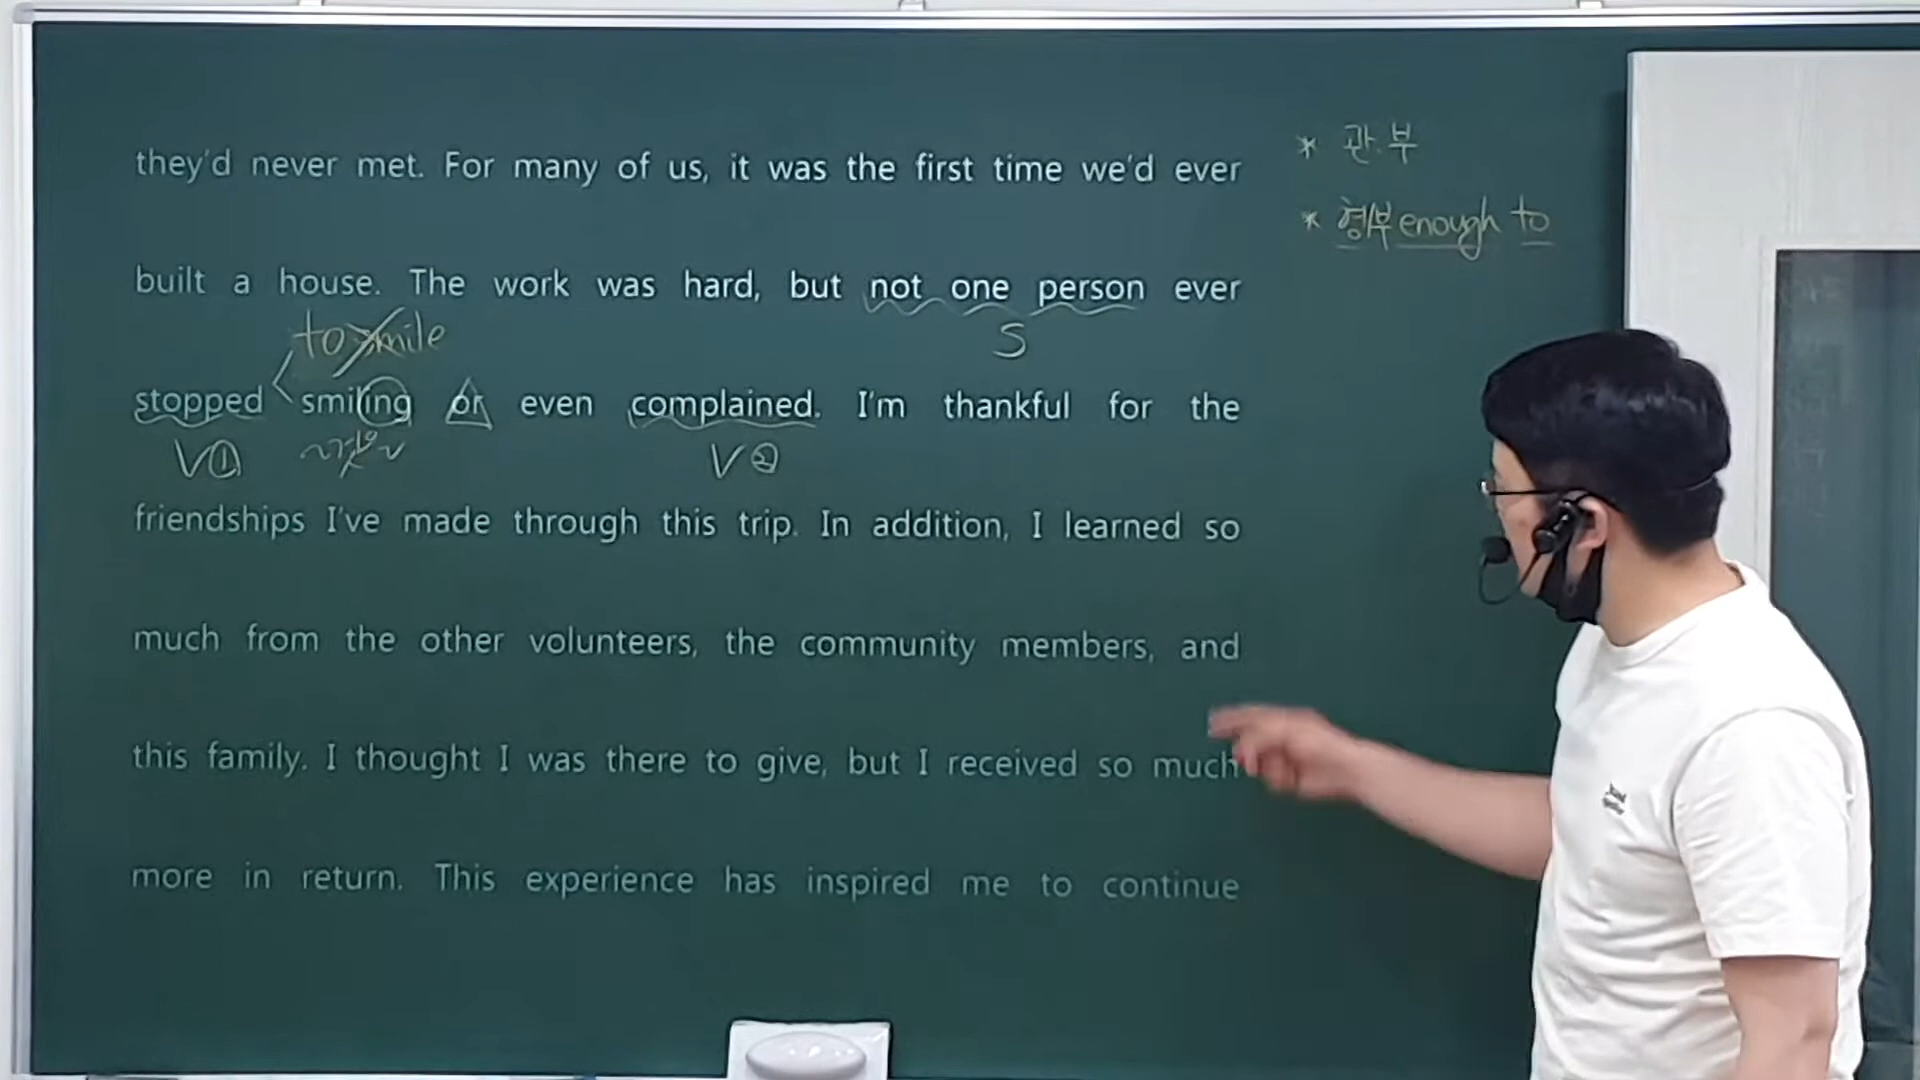 they'd never met. For many of us, it was the first time we'd ever
* 관.부
* 형/부 enough to
built a house. The work was hard, but not one person ever
to smile
S
stopped smiling or even complained. I'm thankful for the
V①
V②
friendships I've made through this trip. In addition, I learned so
much from the other volunteers, the community members, and
this family. I thought I was there to give, but I received so much
more in return. This experience has inspired me to continue